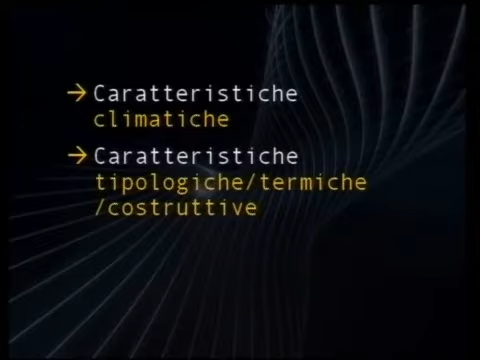 → Caratteristiche
climatiche
→ Caratteristiche
tipologiche/termiche
/costruttive